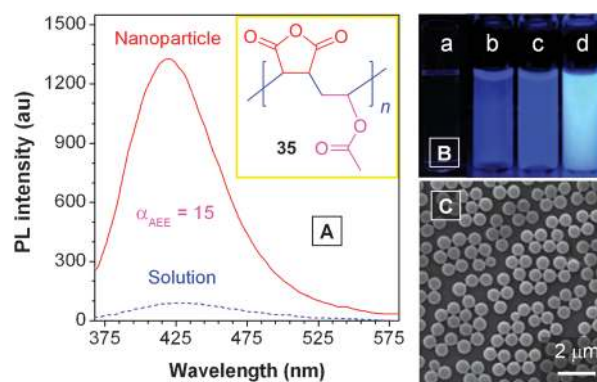 PL intensity (au)
1500
1200
900
600
300
0
Nanoparticle
α_AEE = 15
Solution
A
O
O
O
n
O
O
35
375
425
475
525
575
Wavelength (nm)
a b c d
B
C
2 μm